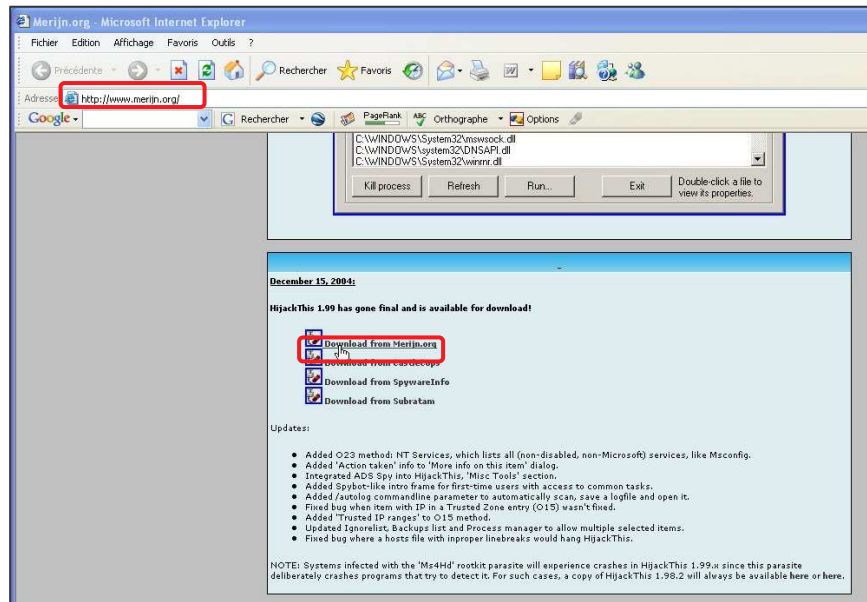 Merijn.org - Microsoft Internet Explorer
Fichier Edition Affichage Favoris Outils ?
Précédente Rechercher Favoris
Adresse http://www.merijn.org/
Google Rechercher PageRank ABC Orthographe Options
C:\WINDOWS\System32\mswsock.dll
C:\WINDOWS\system32\DNSAPI.dll
C:\WINDOWS\System32\winrnr.dll
Kill process Refresh Run... Exit Double-click a file to
view its properties.
December 15, 2004:
HijackThis 1.99 has gone final and is available for download!
Download from Merijn.org
Download from CastleCops
Download from SpywareInfo
Download from Subratam
Updates:
Added O23 method: NT Services, which lists all (non-disabled, non-Microsoft) services, like Msconfig.
Added 'Action taken' info to 'More info on this item' dialog.
Integrated ADS Spy into HijackThis, 'Misc Tools' section.
Added Spybot-like intro frame for first-time users with access to common tasks.
Added /autolog commandline parameter to automatically scan, save a logfile and open it.
Fixed bug when item with IP in a Trusted Zone entry (O15) wasn't fixed.
Added 'Trusted IP ranges' to O15 method.
Updated Ignorelist, Backups list and Process manager to allow multiple selected items.
Fixed bug where a hosts file with inproper linebreaks would hang HijackThis.
NOTE: Systems infected with the 'Ms4Hd' rootkit parasite will experience crashes in HijackThis 1.99.x since this parasite
deliberately crashes programs that try to detect it. For such cases, a copy of HijackThis 1.98.2 will always be available here or here.